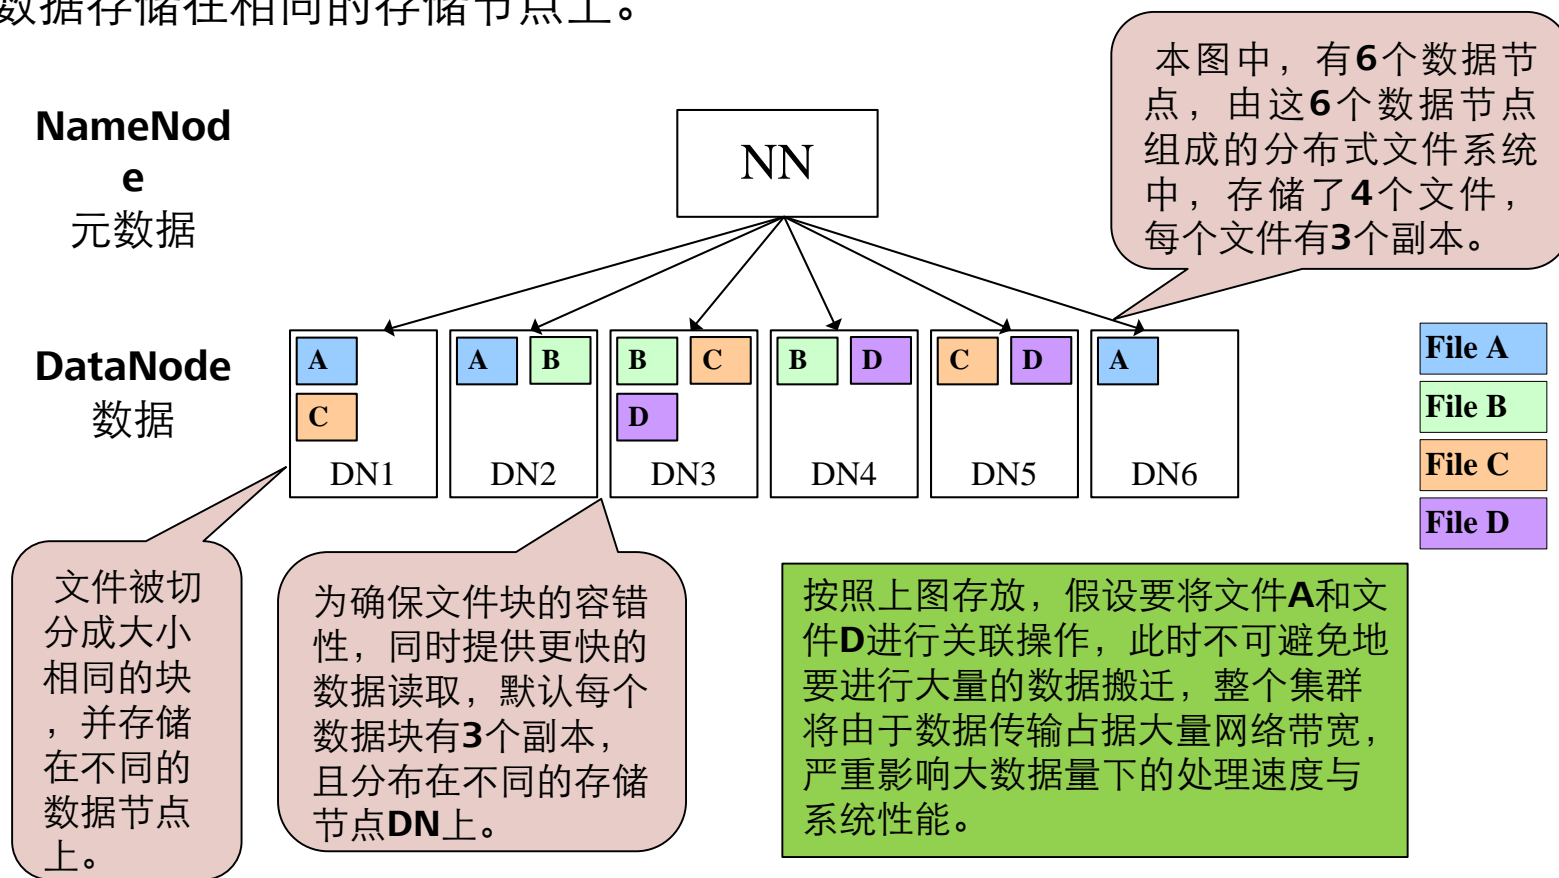 数据存储在相同的存储节点上。
本图中，有6个数据节
点，由这6个数据节点
组成的分布式文件系统
中，存储了4个文件，
每个文件有3个副本。
NameNod
e
元数据
NN
DataNode
数据
A
C
DN1
A B
DN2
B C
D
DN3
B D
DN4
C D
DN5
A
DN6
File A
File B
File C
File D
文件被切
分成大小
相同的块
，并存储
在不同的
数据节点
上。
为确保文件块的容错
性，同时提供更快的
数据读取，默认每个
数据块有3个副本，
且分布在不同的存储
节点DN上。
按照上图存放，假设要将文件A和文
件D进行关联操作，此时不可避免地
要进行大量的数据搬迁，整个集群
将由于数据传输占据大量网络带宽，
严重影响大数据量下的处理速度与
系统性能。